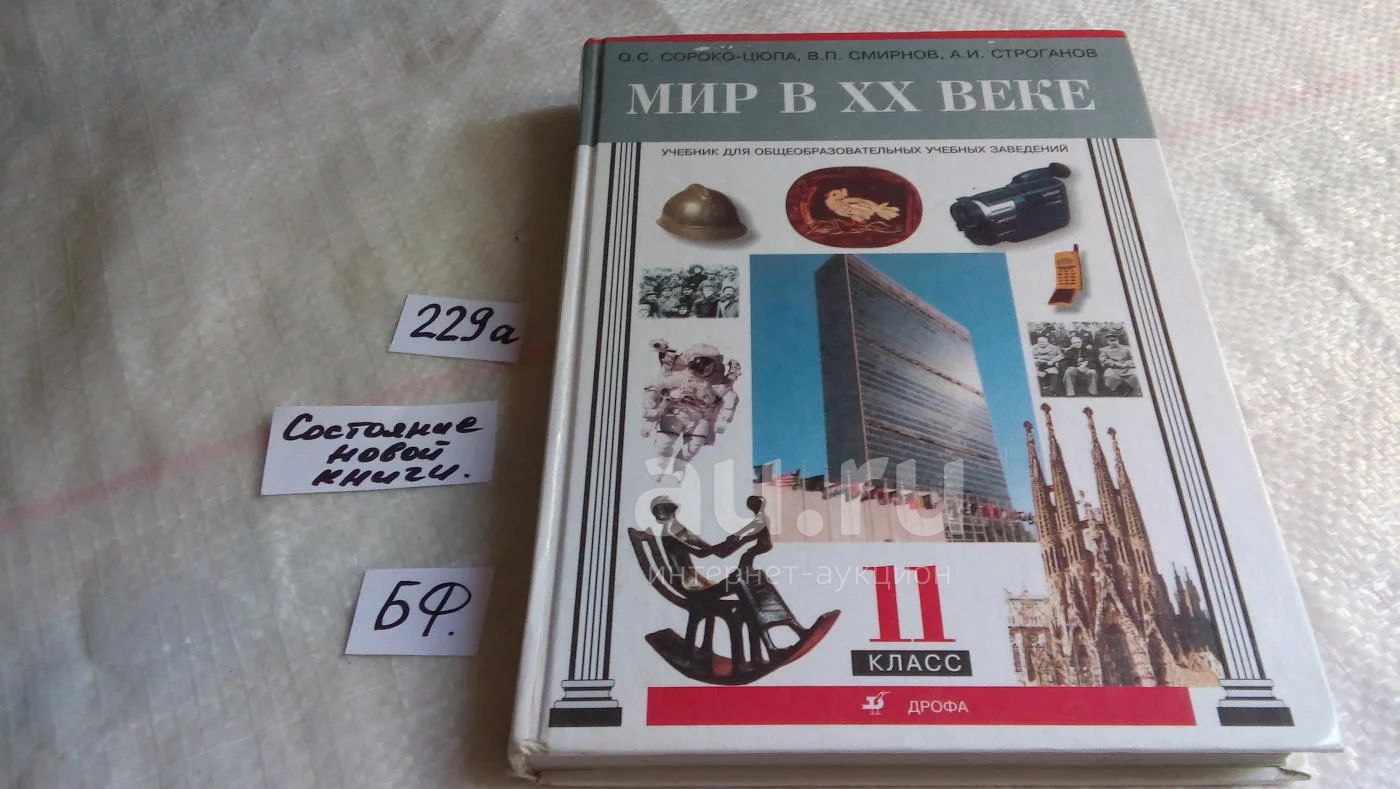 О.С. СОРОКО-ЦЮПА, В.П. СМИРНОВ, А.И. СТРОГАНОВ
МИР В XX ВЕКЕ
УЧЕБНИК ДЛЯ ОБЩЕОБРАЗОВАТЕЛЬНЫХ УЧЕБНЫХ ЗАВЕДЕНИЙ
229а
Состояние
новой
книги.
БФ.
au.ru
интернет-аукцион
11
КЛАСС
ДРОФА